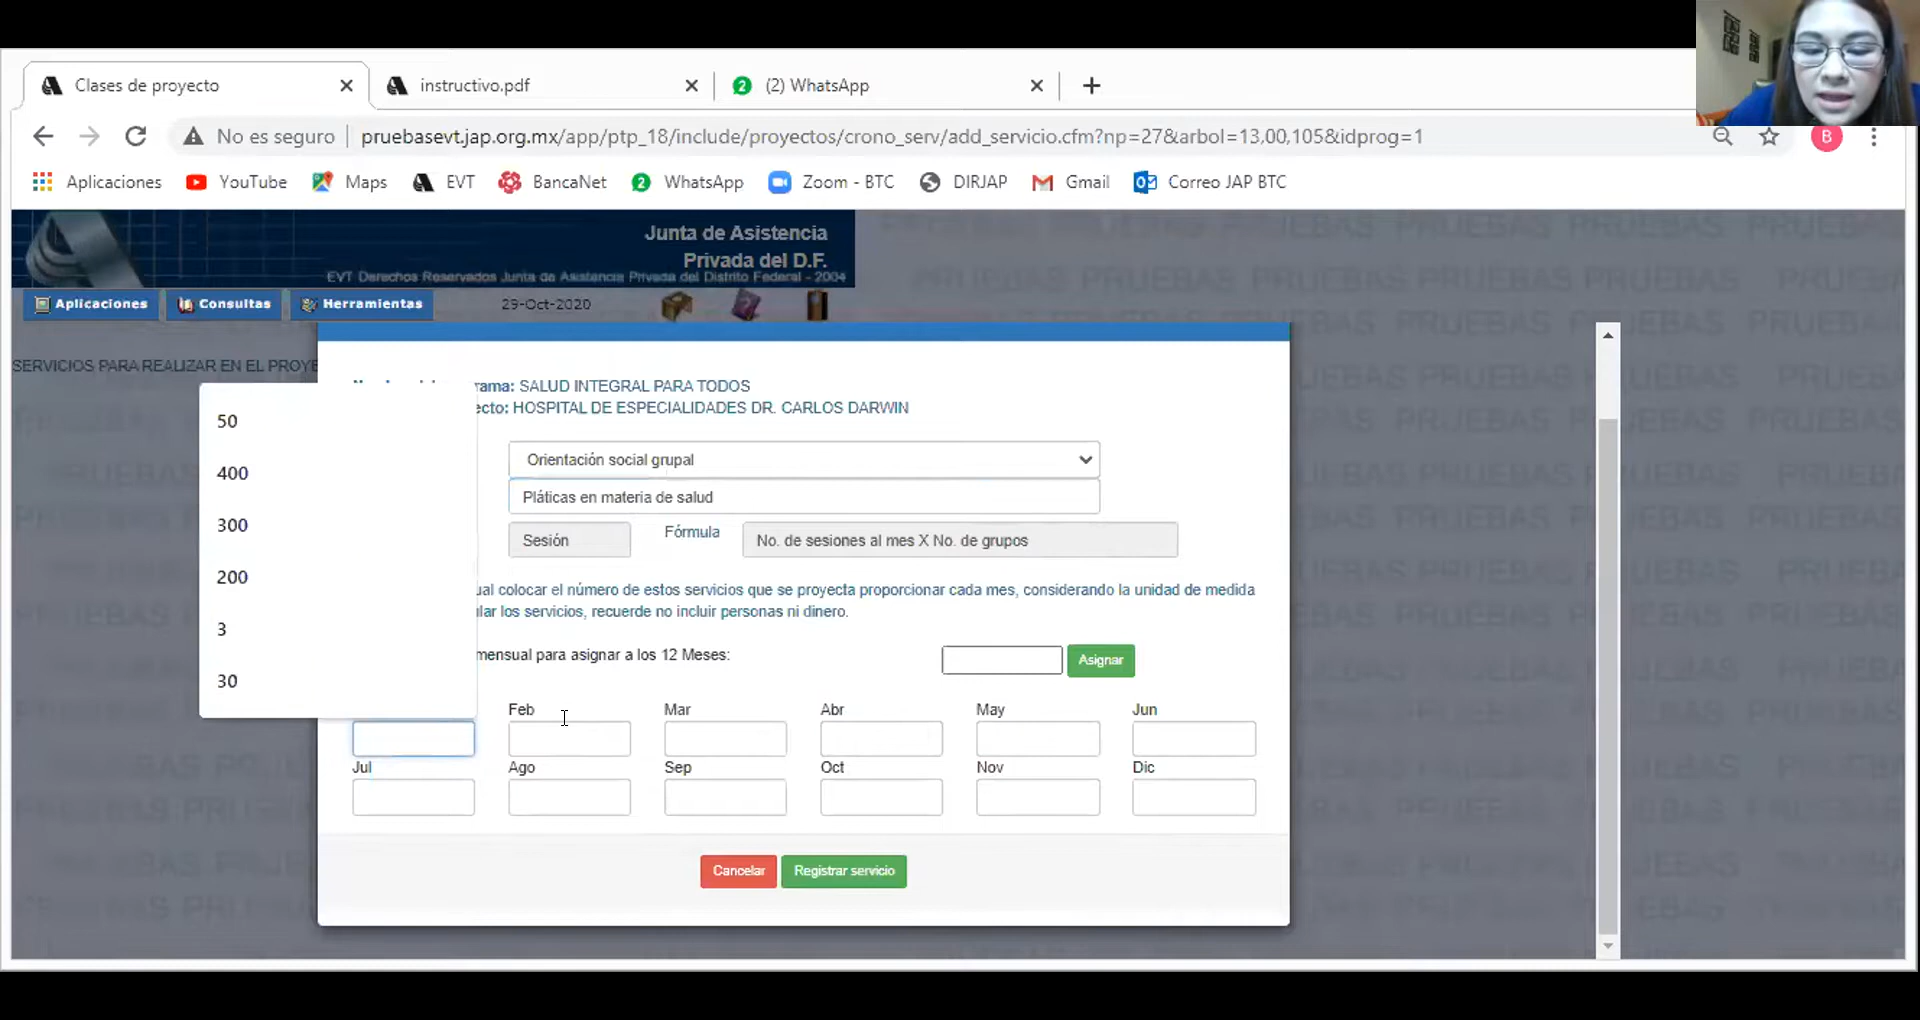 Clases de proyecto
instructivo.pdf
2 (2) WhatsApp
No es seguro pruebasevt.jap.org.mx/app/ptp_18/include/proyectos/crono_serv/add_servicio.cfm?np=27&arbol=13,00,105&idprog=1
B
Aplicaciones YouTube Maps EVT BancaNet 2 WhatsApp Zoom - BTC DIRJAP Gmail Correo JAP BTC
Junta de Asistencia
Privada del D.F.
EVT Derechos Reservados Junta de Asistencia Privada del Distrito Federal - 2004
Aplicaciones Consultas Herramientas 29-Oct-2020
SERVICIOS PARA REALIZAR EN EL PROYE
rama: SALUD INTEGRAL PARA TODOS
ecto: HOSPITAL DE ESPECIALIDADES DR. CARLOS DARWIN
50
400
300
200
3
30
Orientación social grupal
Pláticas en materia de salud
Sesión Fórmula No. de sesiones al mes X No. de grupos
ual colocar el número de estos servicios que se proyecta proporcionar cada mes, considerando la unidad de medida
ular los servicios, recuerde no incluir personas ni dinero.
mensual para asignar a los 12 Meses: Asignar
Feb Mar Abr May Jun
Jul Ago Sep Oct Nov Dic
Cancelar Registrar servicio
PRUEBAS PRUEBAS PRUEBAS PRUEBAS